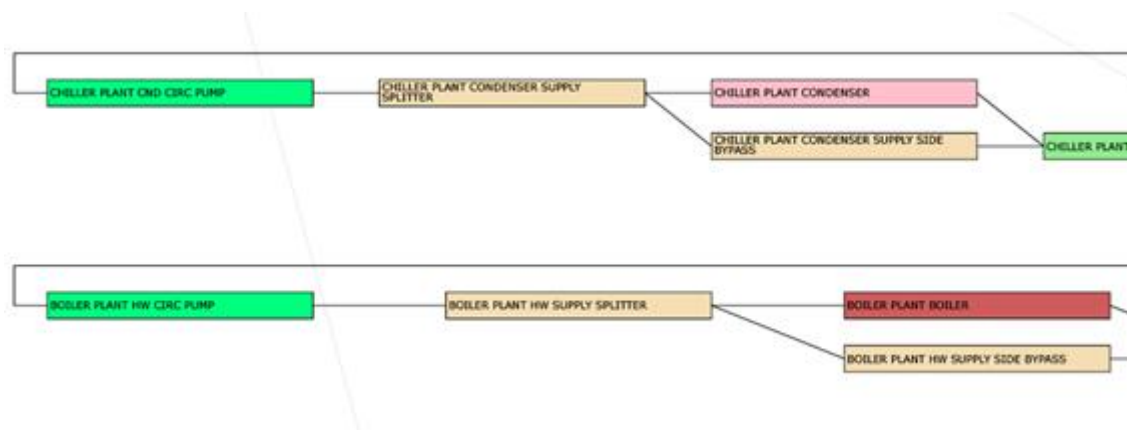 CHILLER PLANT CND CIRC PUMP
CHILLER PLANT CONDENSER SUPPLY
SPLITTER
CHILLER PLANT CONDENSER
CHILLER PLANT CONDENSER SUPPLY SIDE
BYPASS
CHILLER PLANT
BOILER PLANT HW CIRC PUMP
BOILER PLANT HW SUPPLY SPLITTER
BOILER PLANT BOILER
BOILER PLANT HW SUPPLY SIDE BYPASS